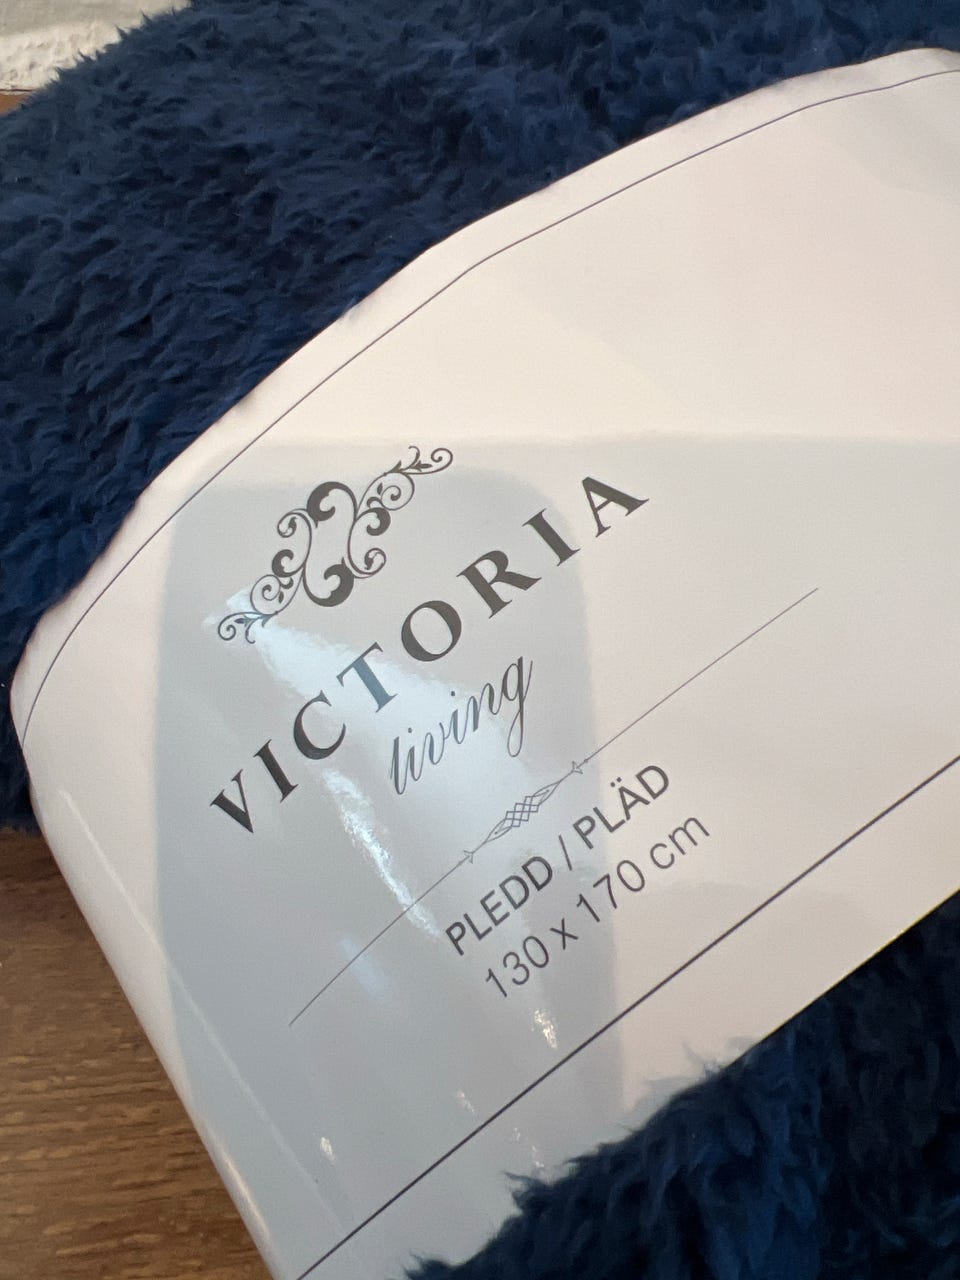 VICTORIA
living
PLEDD / PLÄD
130 x 170 cm